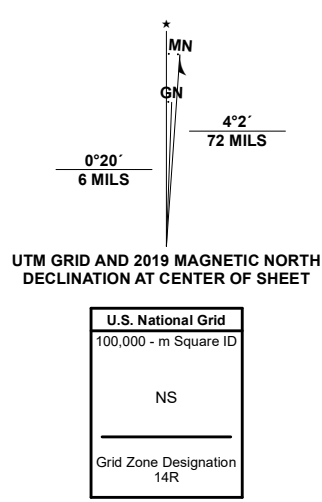 MN
GN
4°2´
72 MILS
0°20´
6 MILS
UTM GRID AND 2019 MAGNETIC NORTH
DECLINATION AT CENTER OF SHEET
U.S. National Grid
100,000 - m Square ID
NS
Grid Zone Designation
14R